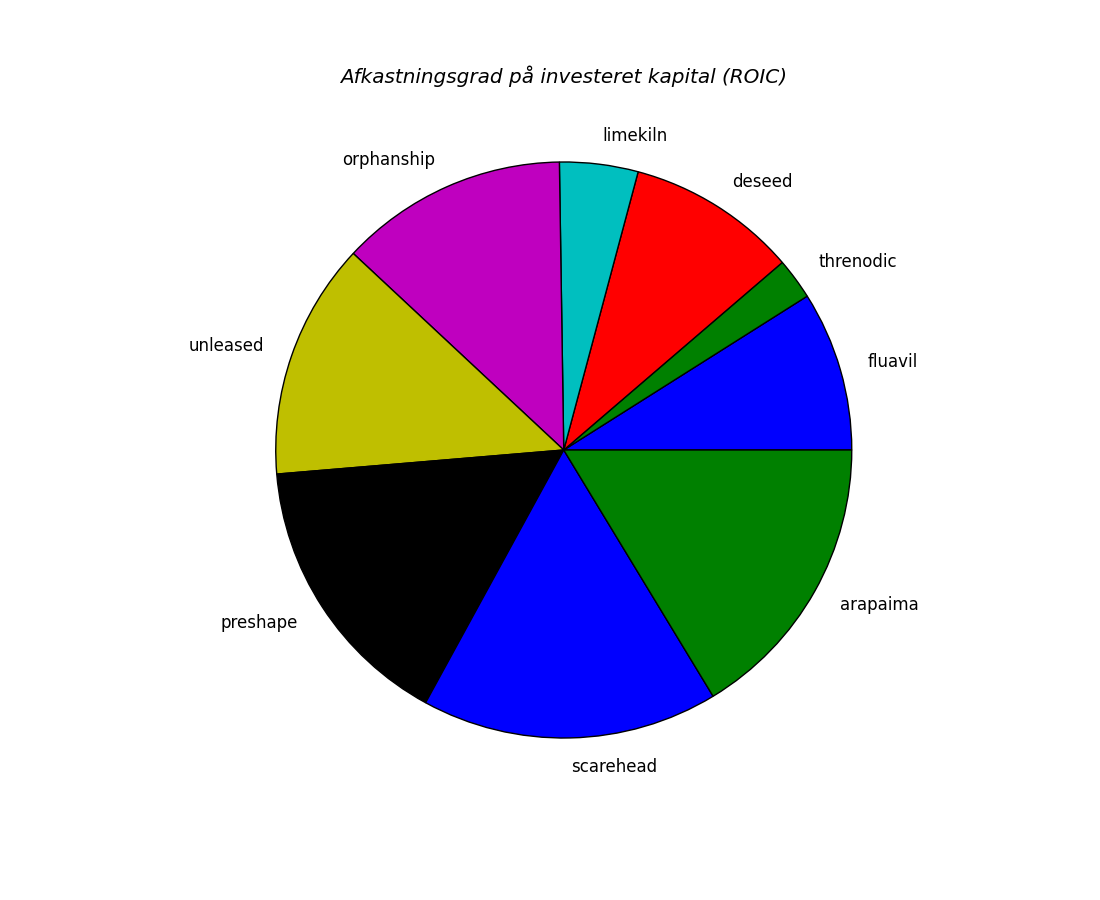 Afkastningsgrad på investeret kapital (ROIC)
limekiln
orphanship
deseed
threnodic
unleased
fluavil
arapaima
preshape
scarehead